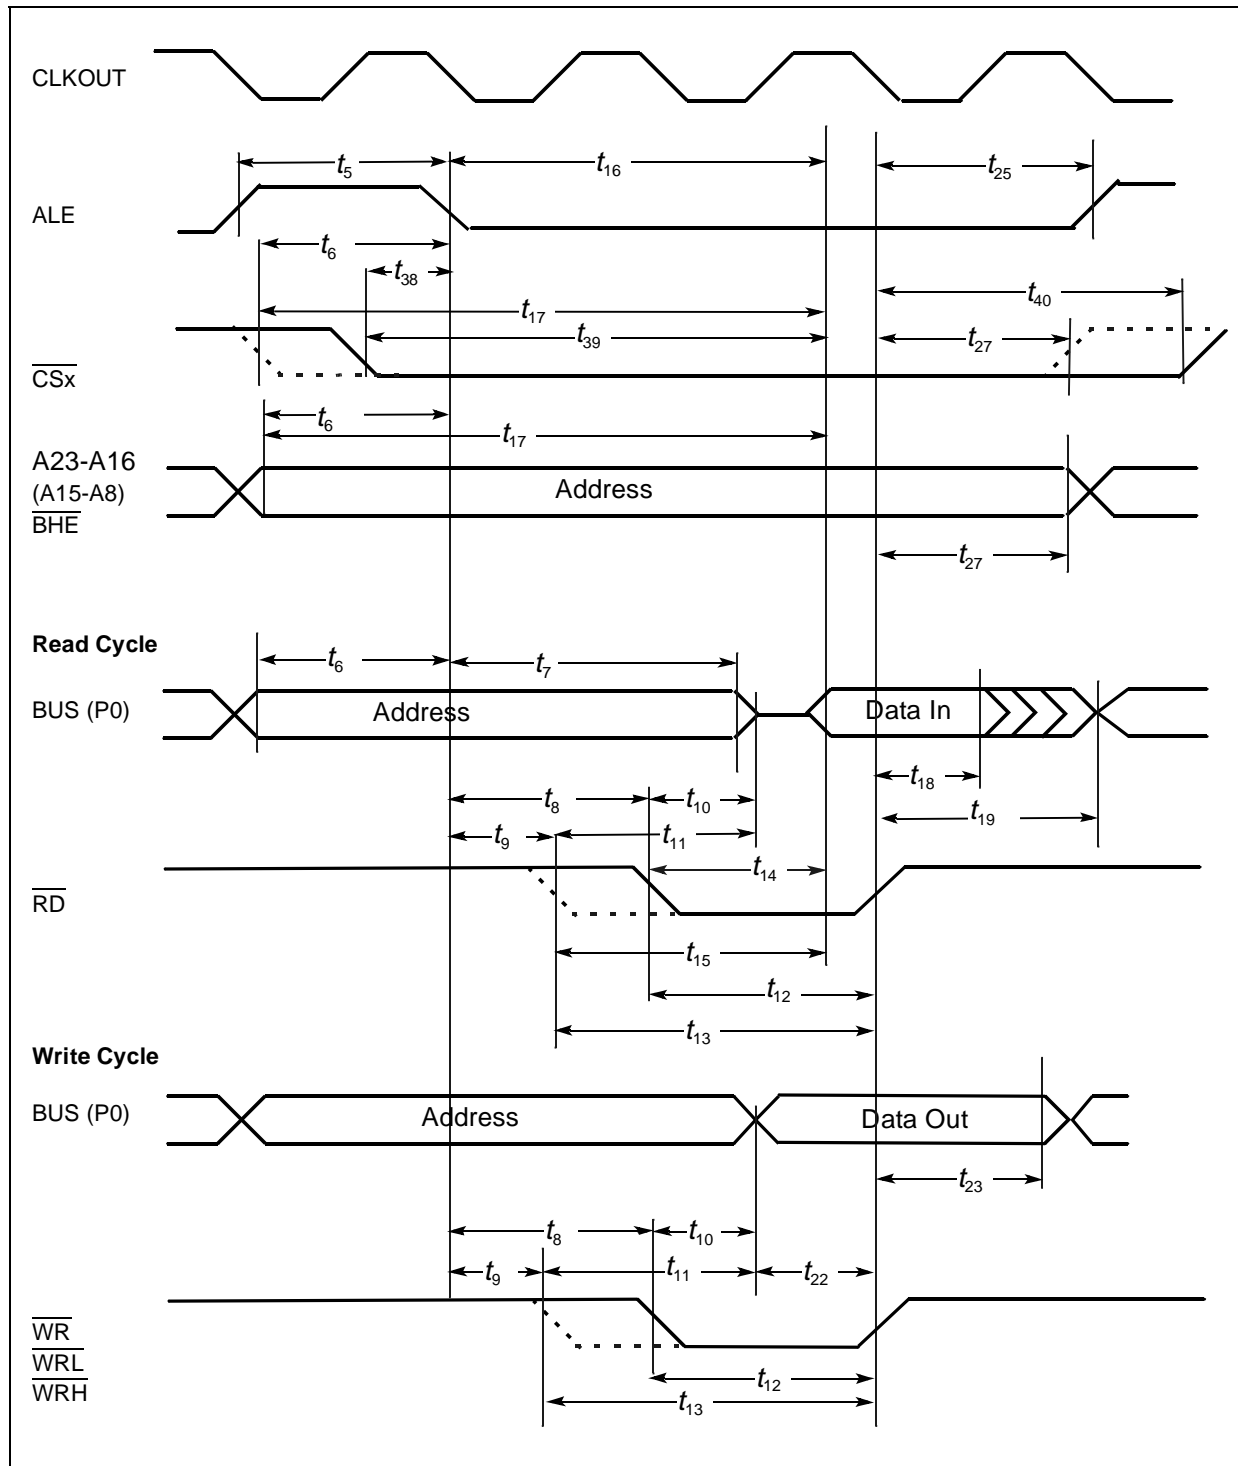 CLKOUT
t5 t16 t25
ALE
t6
t38
t40
t17
t39 t27
CSx
t6
t17
A23-A16
(A15-A8) Address
BHE
t27
Read Cycle
t6 t7
BUS (P0) Address Data In
t18
t8 t10 t19
t9 t11
t14
RD
t15
t12
t13
Write Cycle
BUS (P0) Address Data Out
t23
t8 t10
t9 t11 t22
WR
WRL
t12
WRH
t13